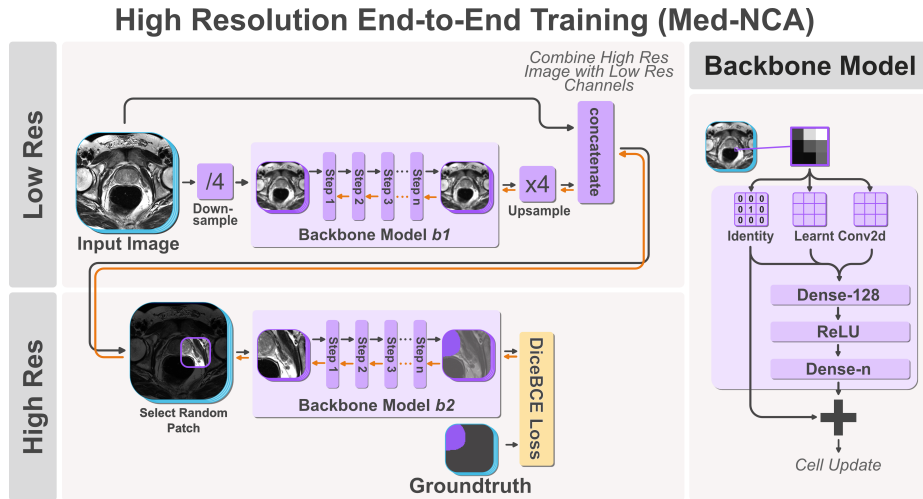 High Resolution End-to-End Training (Med-NCA)
Low Res
Combine High Res
Image with Low Res
Channels
Input Image
/4
Down-
sample
Step 1
Step 2
Step 3
Step n
Backbone Model b1
x4
Upsample
concatenate
High Res
Select Random
Patch
Step 1
Step 2
Step 3
Step n
Backbone Model b2
DiceBCE Loss
Groundtruth
Backbone Model
0 0 0
0 1 0
0 0 0
Identity
Learnt Conv2d
Dense-128
ReLU
Dense-n
Cell Update